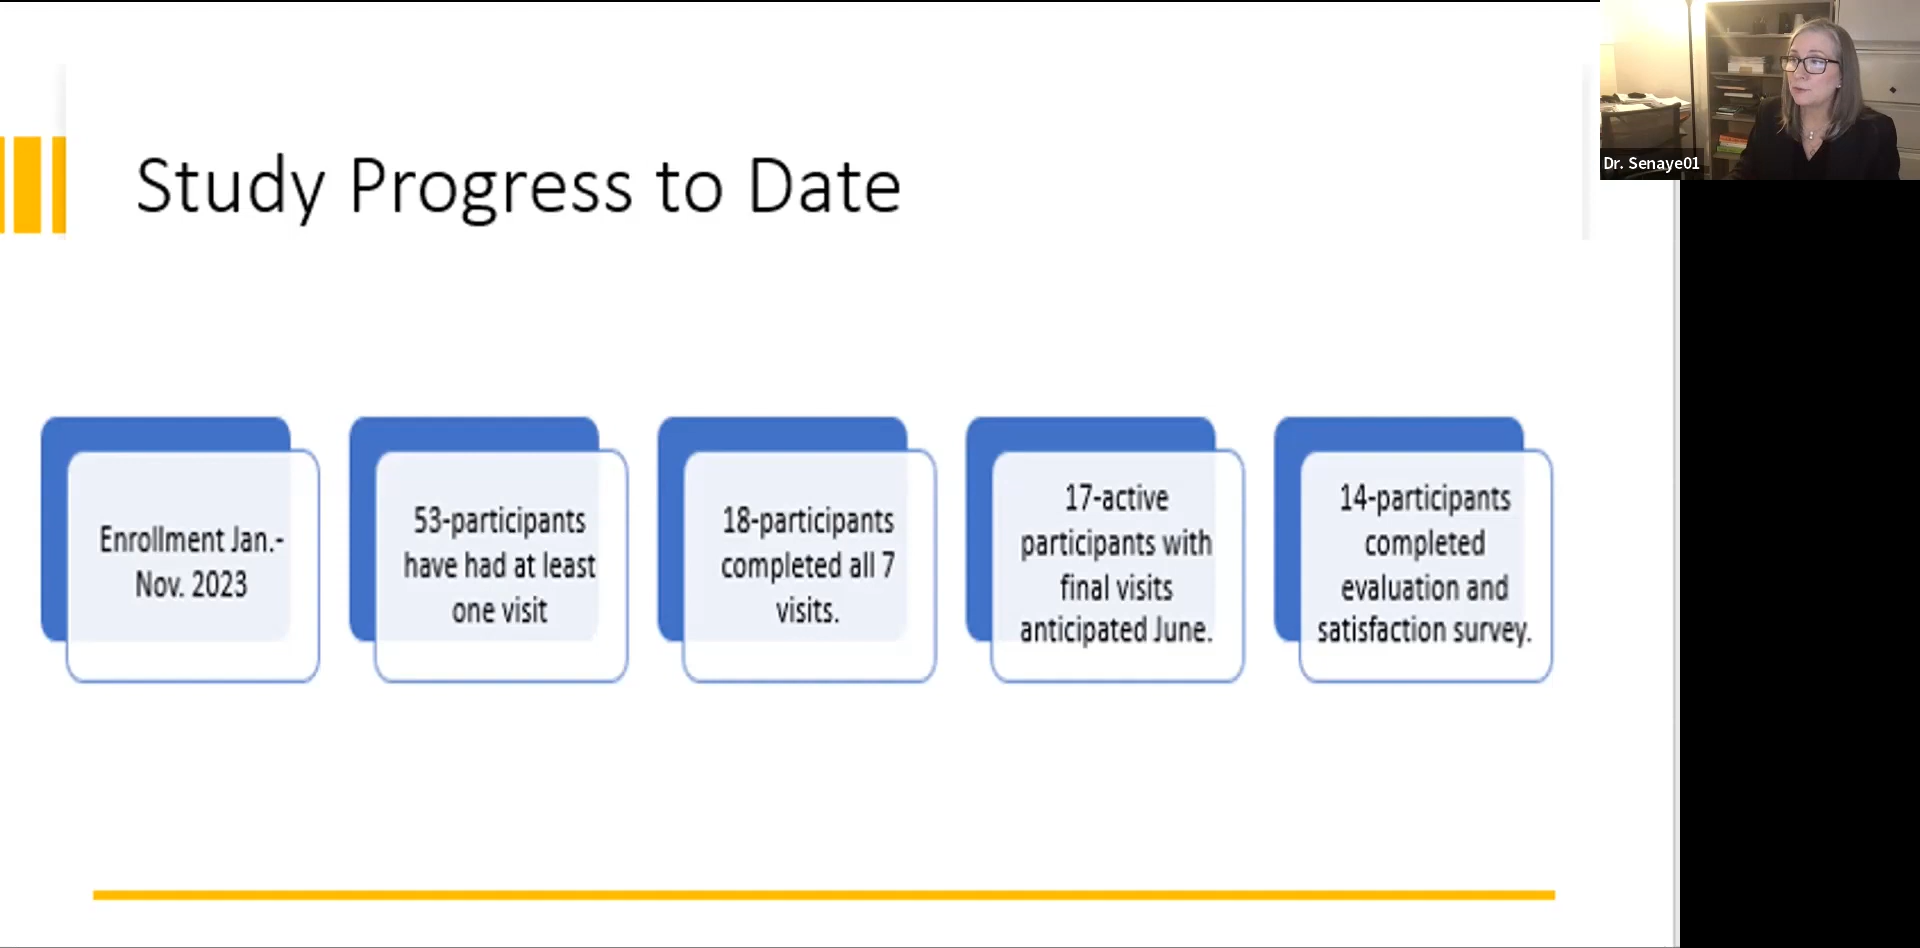 Study Progress to Date
Enrollment Jan.-
Nov. 2023
53-participants
have had at least
one visit
18-participants
completed all 7
visits.
17-active
participants with
final visits
anticipated June.
14-participants
completed
evaluation and
satisfaction survey.
Dr. Senaye01